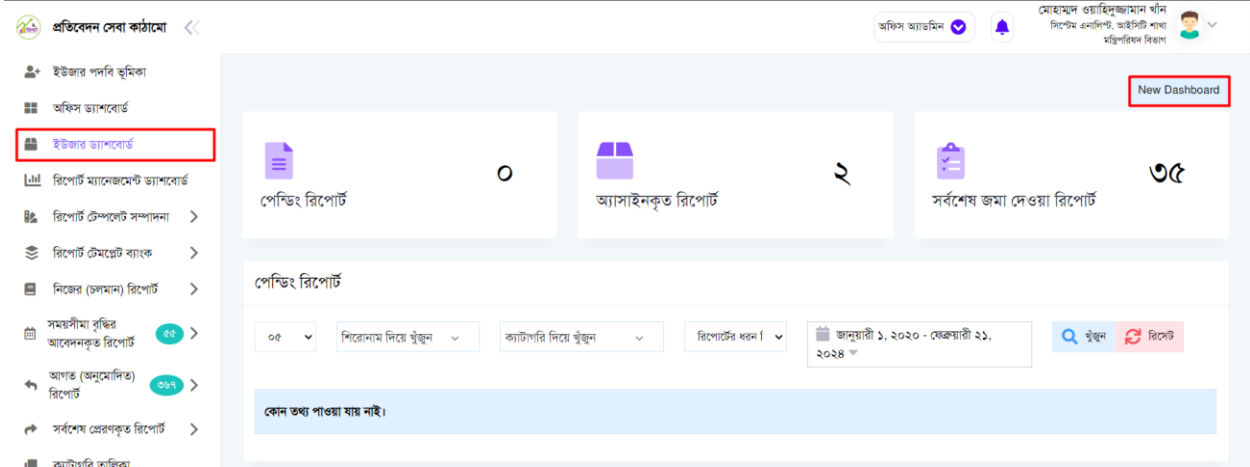 প্রতিবেদন সেবা কাঠামো
অফিস অ্যাডমিন
মোহাম্মদ ওয়াহিদুজ্জামান খাঁন
সিস্টেম এনালিস্ট, আইসিটি শাখা
মন্ত্রিপরিষদ বিভাগ
ইউজার পদবি ভূমিকা
অফিস ড্যাশবোর্ড
ইউজার ড্যাশবোর্ড
রিপোর্ট ম্যানেজমেন্ট ড্যাশবোর্ড
রিপোর্ট টেম্পলেট সম্পাদনা
রিপোর্ট টেমপ্লেট ব্যাংক
নিজের (চলমান) রিপোর্ট
সময়সীমা বৃদ্ধির
আবেদনকৃত রিপোর্ট
৫৫
আগত (অনুমোদিত)
রিপোর্ট
৩৬৭
সর্বশেষ প্রেরণকৃত রিপোর্ট
ক্যাটাগরি তালিকা
New Dashboard
পেন্ডিং রিপোর্ট
০
অ্যাসাইনকৃত রিপোর্ট
২
সর্বশেষ জমা দেওয়া রিপোর্ট
৩৫
পেন্ডিং রিপোর্ট
০৫
শিরোনাম দিয়ে খুঁজুন
ক্যাটাগরি দিয়ে খুঁজুন
রিপোর্টের ধরন
জানুয়ারী ১, ২০২০ - ফেব্রুয়ারী ২১,
২০২৪
খুঁজুন
রিসেট
কোন তথ্য পাওয়া যায় নাই।